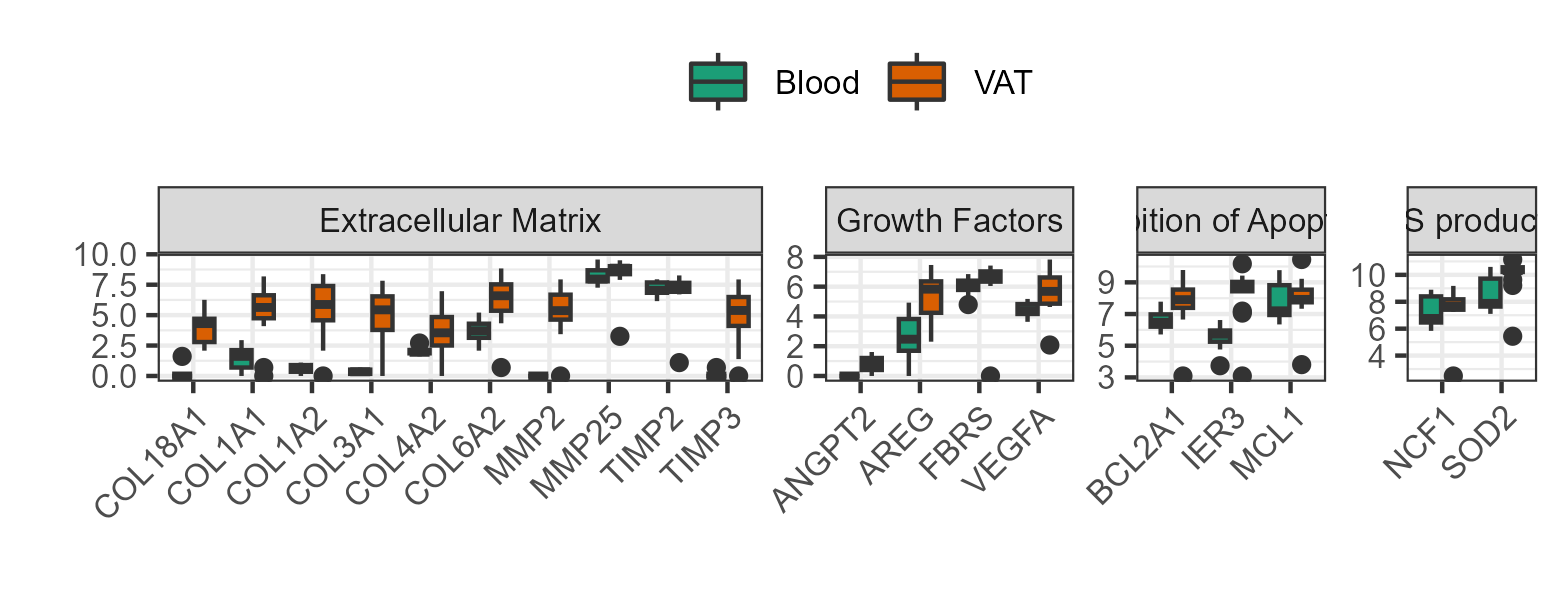 Blood VAT
Extracellular Matrix
Growth Factors
bition of Apopt
S product
10.0
7.5
5.0
2.5
0.0
8
6
4
2
0
9
7
5
3
10
8
6
4
COL18A1
COL1A1
COL1A2
COL3A1
COL4A2
COL6A2
MMP2
MMP25
TIMP2
TIMP3
ANGPT2
AREG
FBRS
VEGFA
BCL2A1
IER3
MCL1
NCF1
SOD2